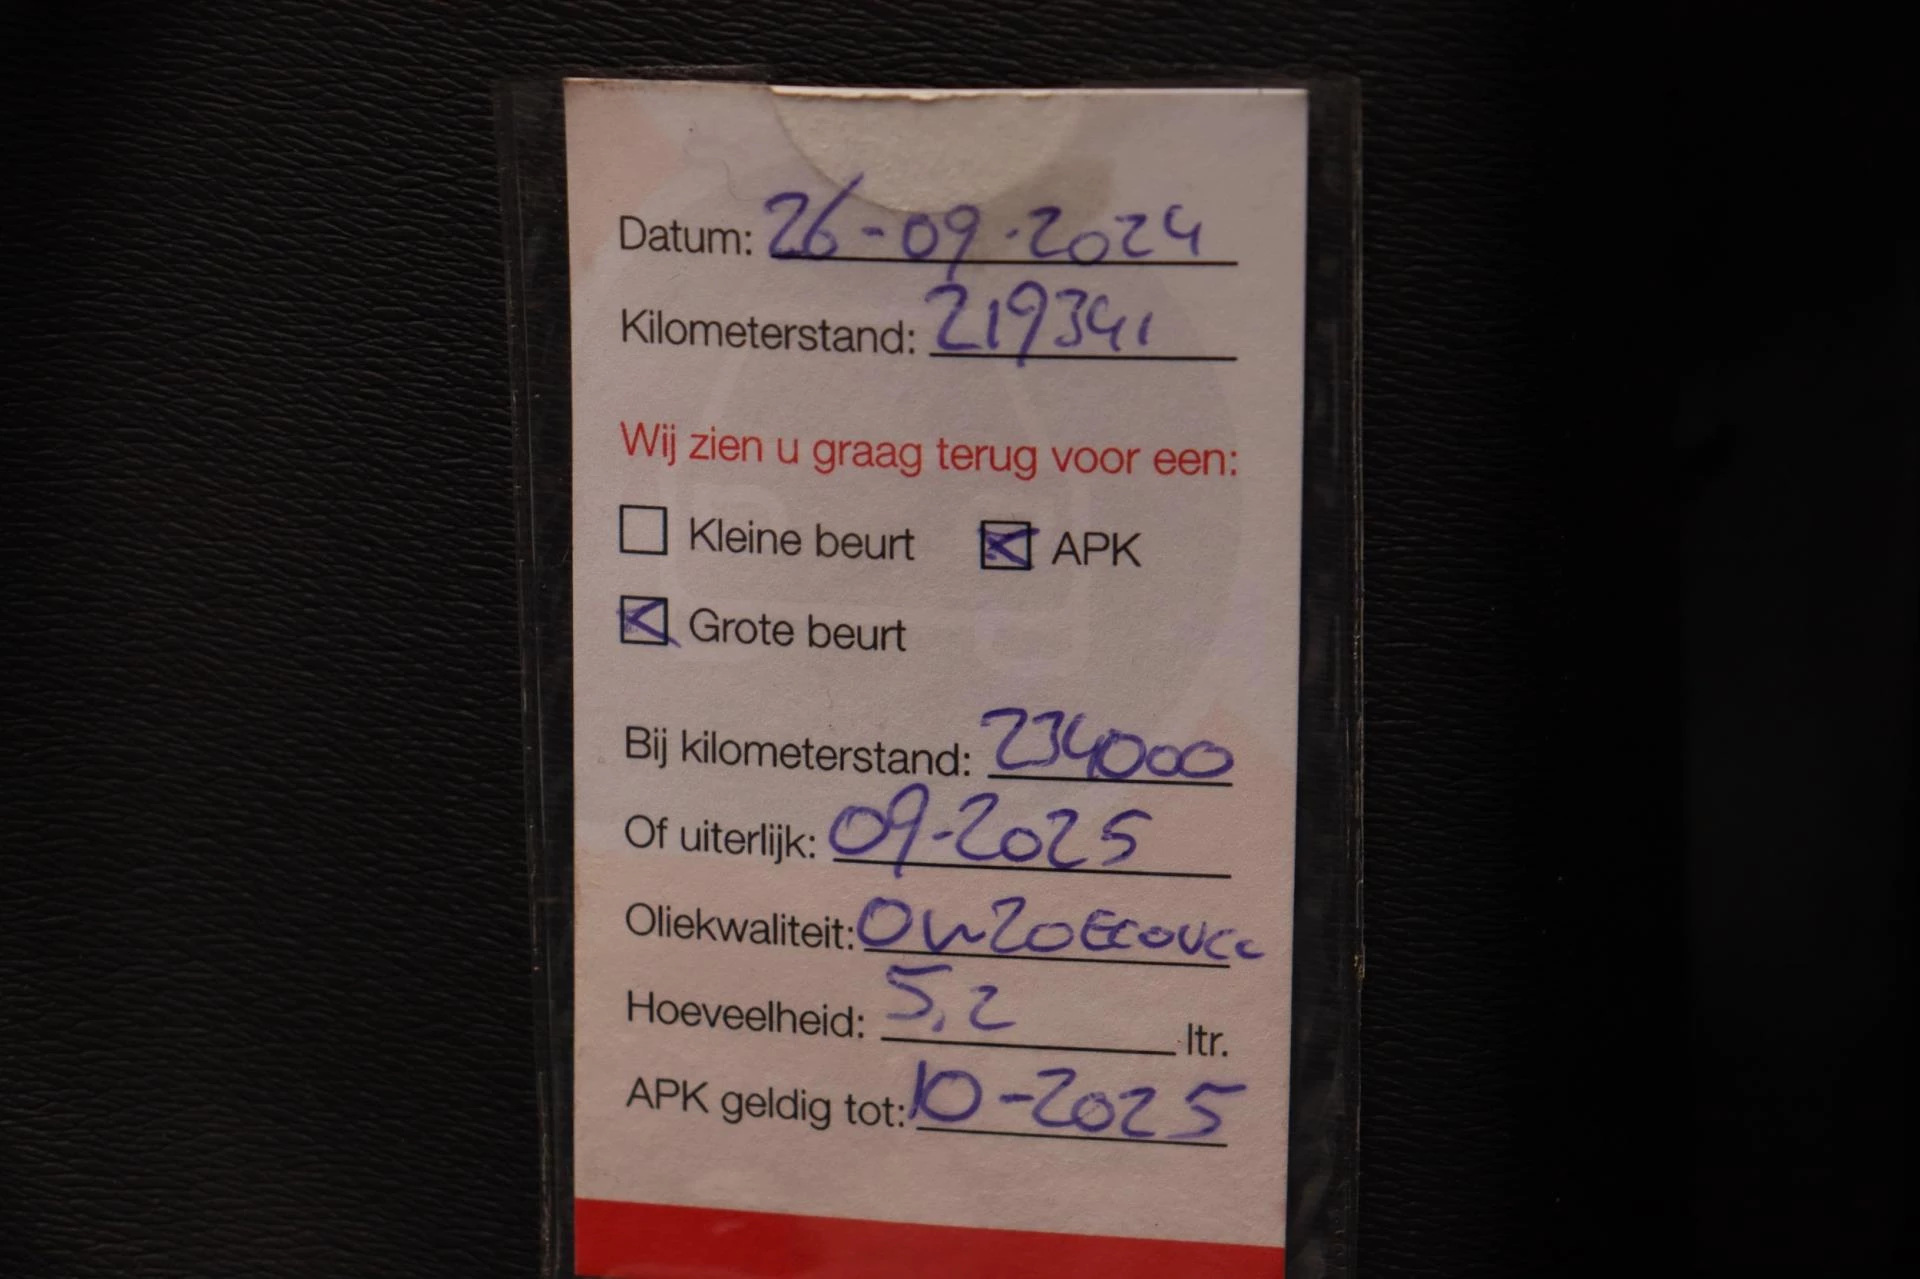 Datum: 26-09-2024
Kilometerstand: 219341
Wij zien u graag terug voor een:
Kleine beurt APK
Grote beurt
Bij kilometerstand: 234000
Of uiterlijk: 09-2025
Oliekwaliteit: 0W20
Hoeveelheid: 5,2 ltr.
APK geldig tot: 10-2025